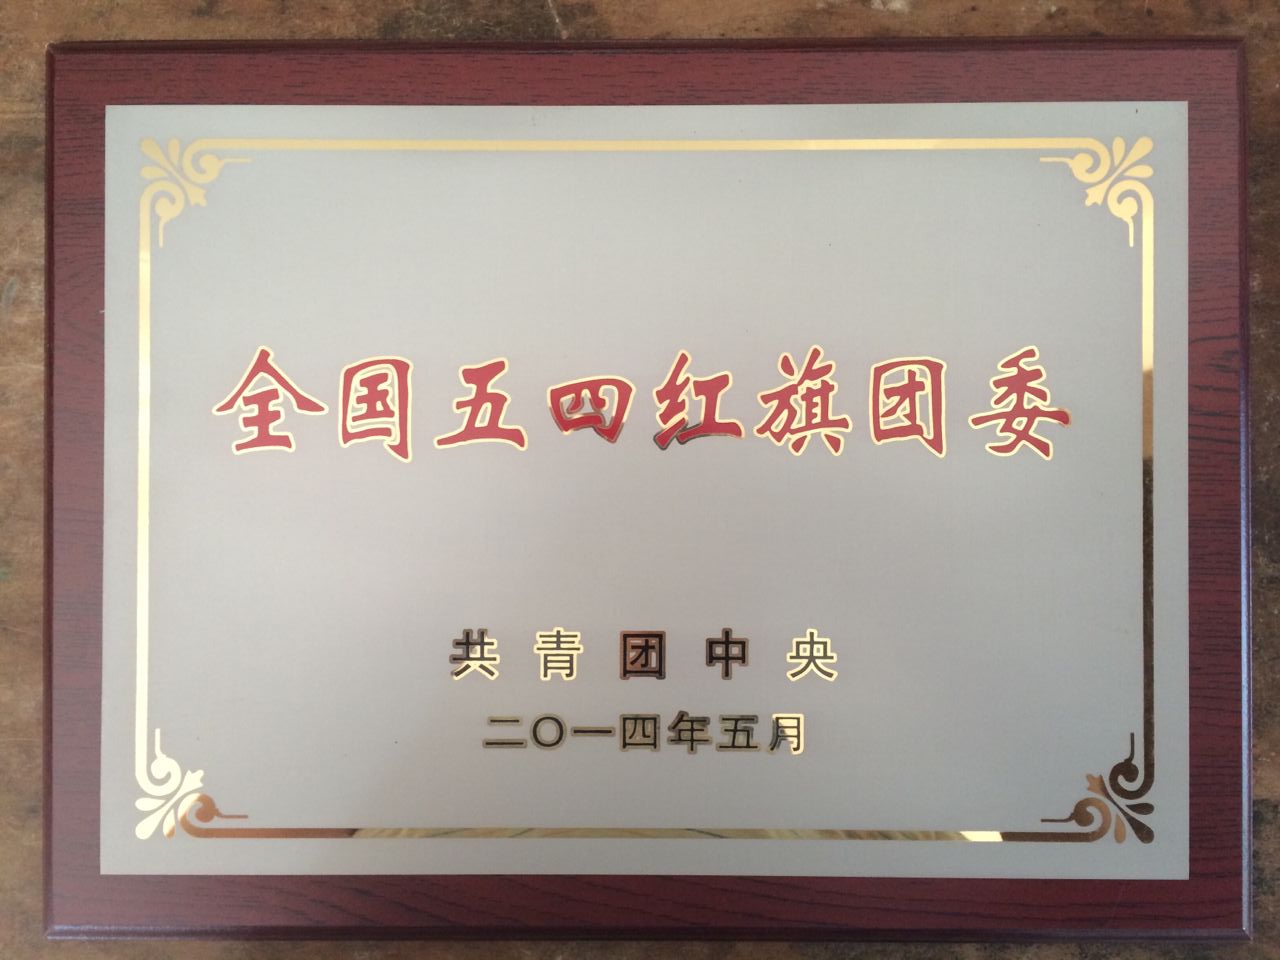 全国五四红旗团委
共青团中央
二〇一四年五月